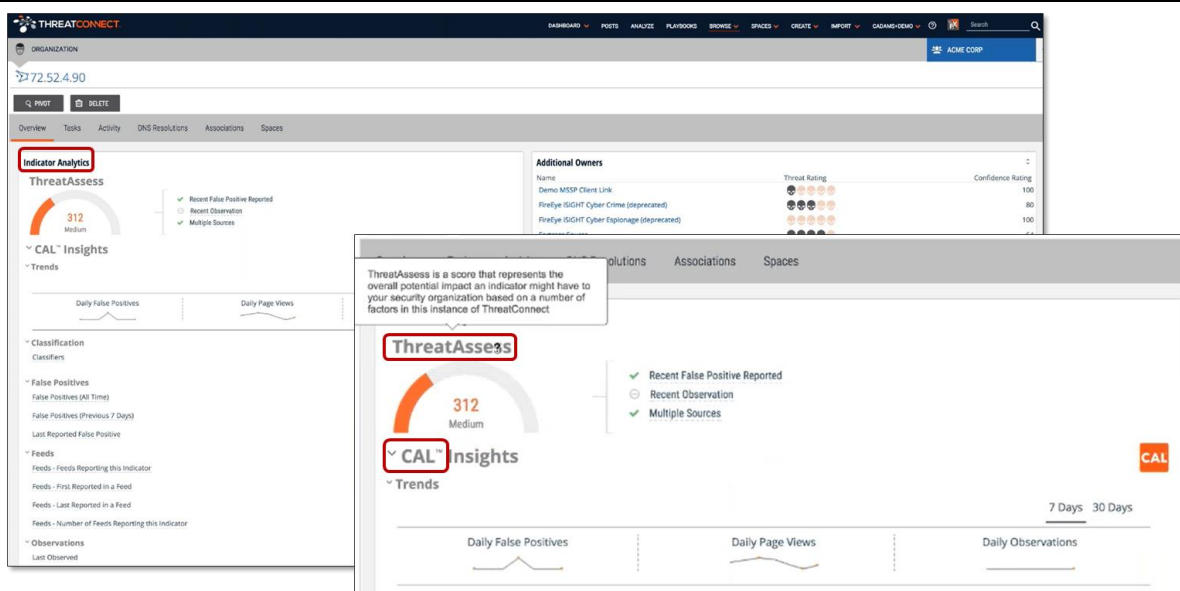 THREATCONNECT
DASHBOARD POSTS ANALYZE PLAYBOOKS BROWSE SPACES CREATE IMPORT CADAMS+DEMO Search
ORGANIZATION
ACME CORP
72.52.4.90
PIVOT DELETE
Overview Tasks Activity DNS Resolutions Associations Spaces
Indicator Analytics
ThreatAssess
312
Medium
Recent False Positive Reported
Recent Observation
Multiple Sources
CAL™ Insights
Trends
Daily False Positives Daily Page Views
Classification
Classifiers
False Positives
False Positives (All Time)
False Positives (Previous 7 Days)
Last Reported False Positive
Feeds
Feeds - Feeds Reporting this Indicator
Feeds - First Reported in a Feed
Feeds - Last Reported in a Feed
Feeds - Number of Feeds Reporting this Indicator
Observations
Last Observed
Additional Owners
Name Threat Rating Confidence Rating
Demo MSSP Client Link 100
FireEye iSIGHT Cyber Crime (deprecated) 80
FireEye iSIGHT Cyber Espionage (deprecated) 100
olutions Associations Spaces
ThreatAssess is a score that represents the
overall potential impact an indicator might have to
your security organization based on a number of
factors in this instance of ThreatConnect
ThreatAssess
312
Medium
Recent False Positive Reported
Recent Observation
Multiple Sources
CAL™ Insights
CAL
Trends
7 Days 30 Days
Daily False Positives Daily Page Views Daily Observations